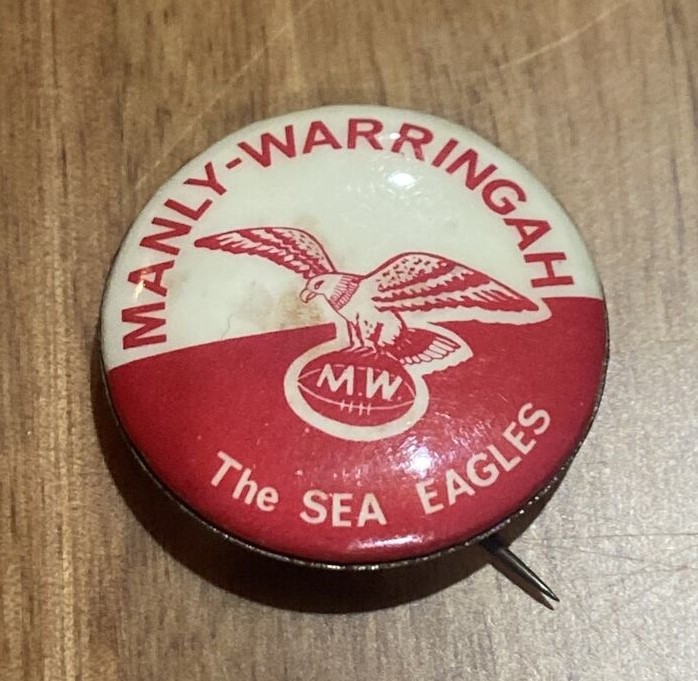 MANLY-WARRINGAH
M.W.
The SEA EAGLES